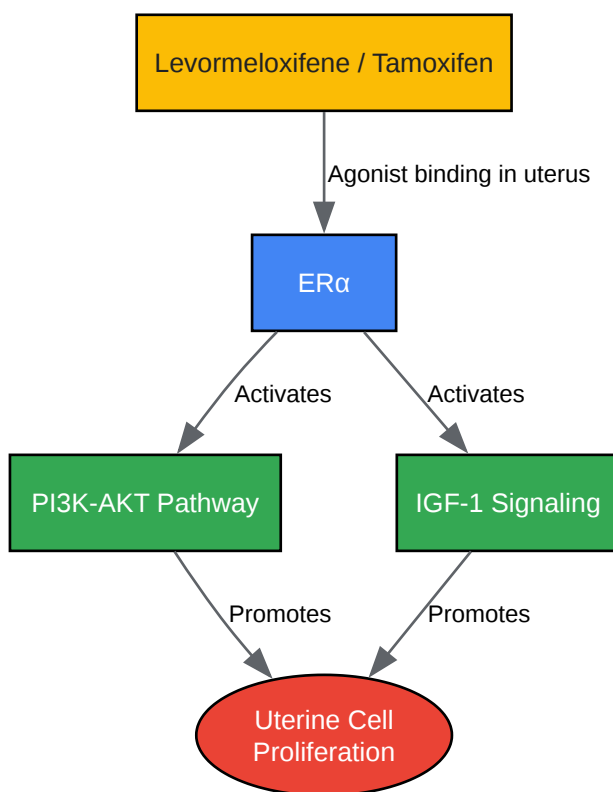 Levormeloxifene / Tamoxifen
Agonist binding in uterus
ERα
Activates
Activates
PI3K-AKT Pathway
IGF-1 Signaling
Promotes
Promotes
Uterine Cell
Proliferation